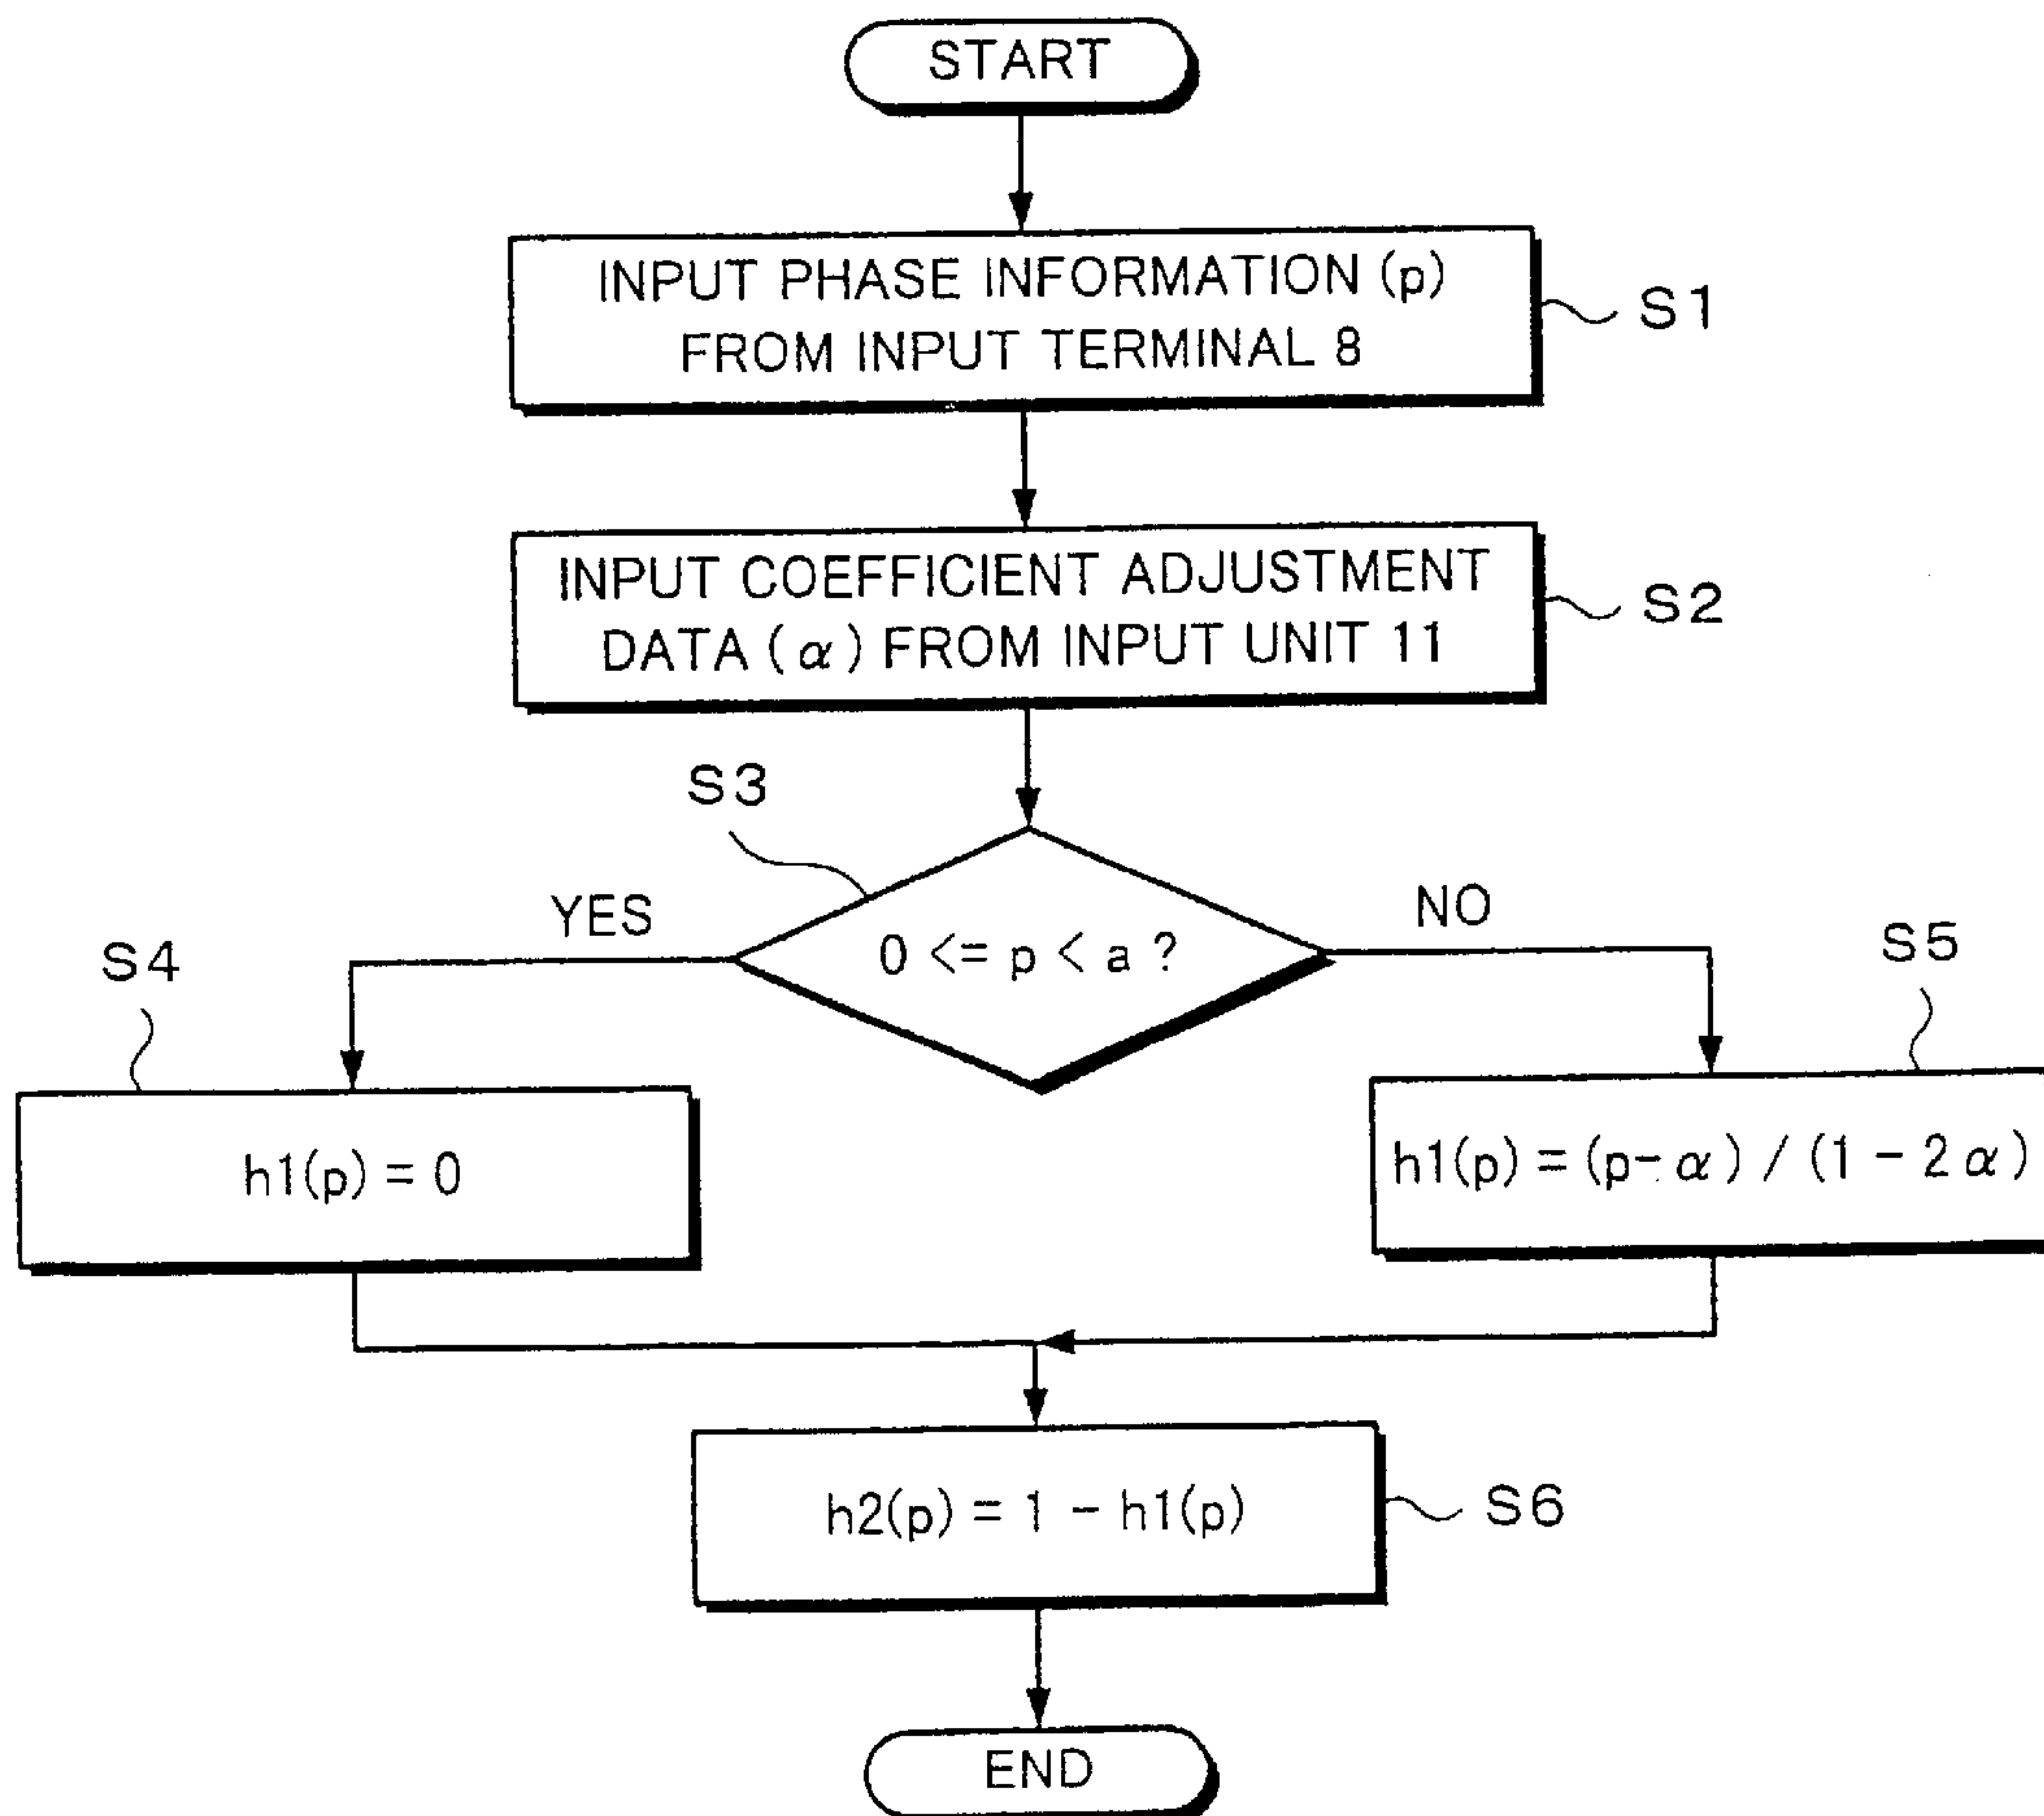 START
INPUT PHASE INFORMATION (p)
FROM INPUT TERMINAL 8
S1
INPUT COEFFICIENT ADJUSTMENT
DATA (α) FROM INPUT UNIT 11
S2
S3
0 <= p < a ?
YES
NO
S4
h1(p) = 0
S5
h1(p) = (p-α) / (1 - 2α)
h2(p) = 1 - h1(p)
S6
END